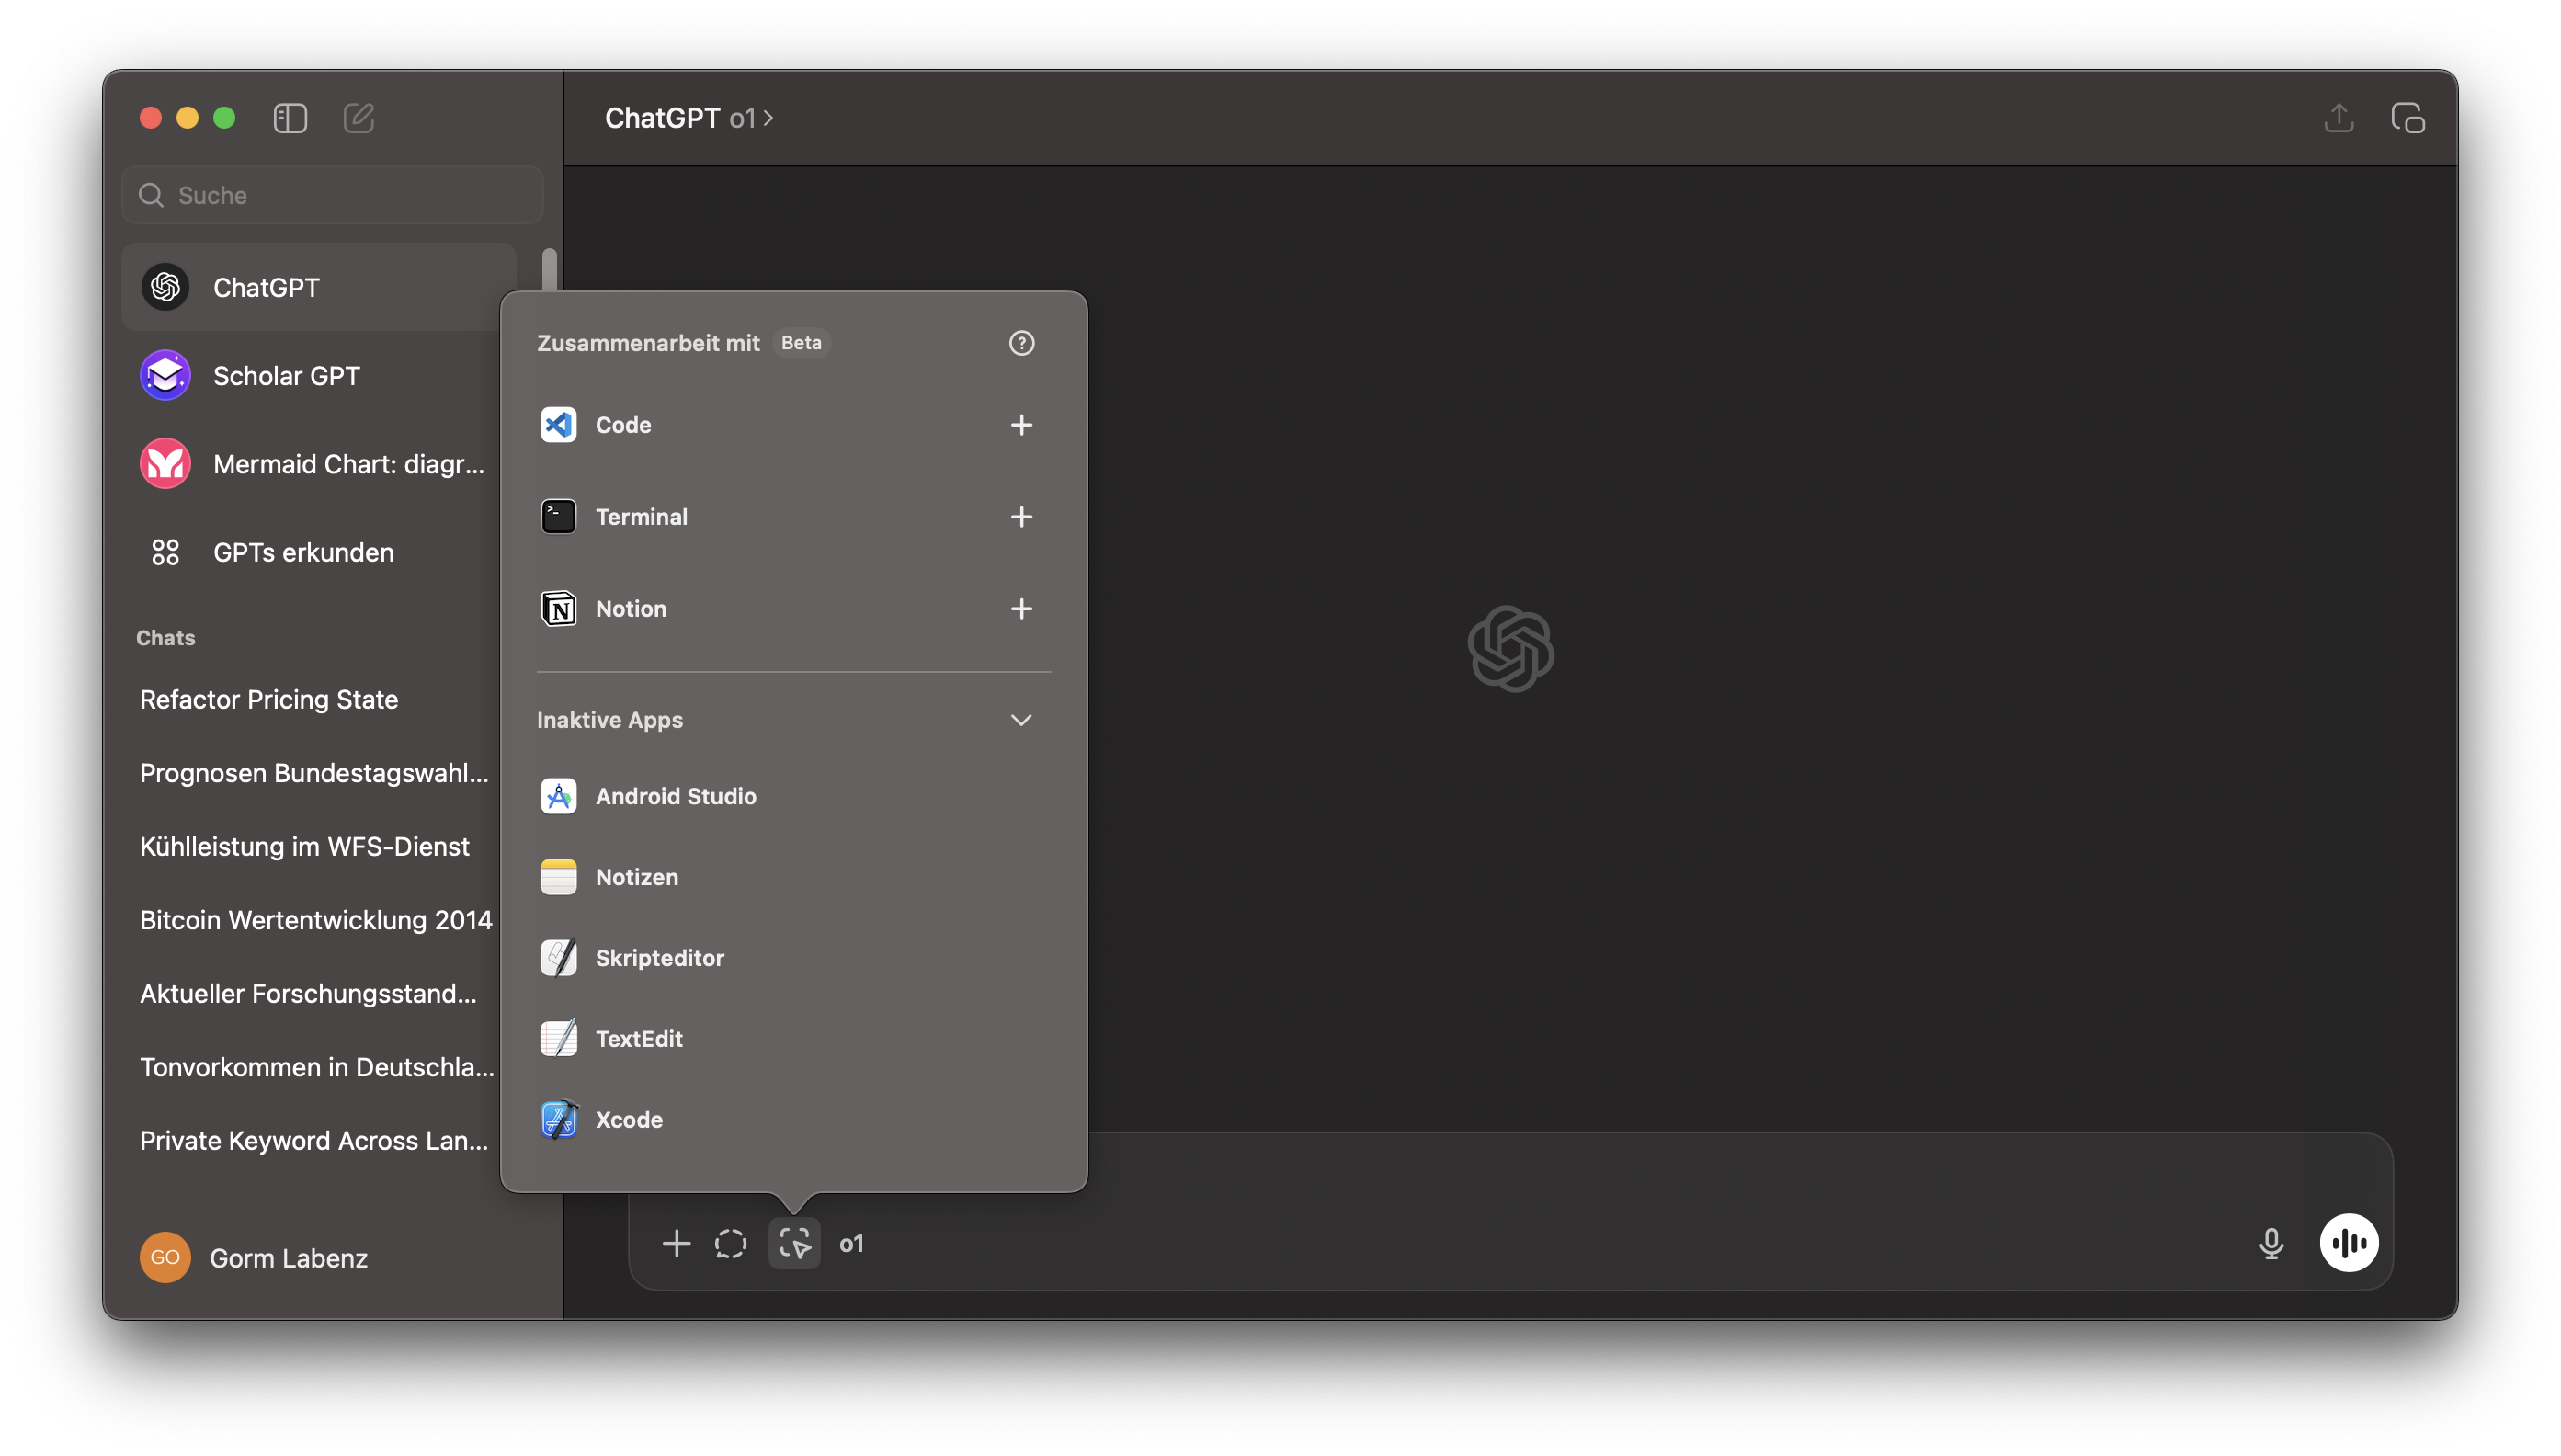 ChatGPT o1
Suche
ChatGPT
Scholar GPT
Mermaid Chart: diagr...
GPTs erkunden
Chats
Refactor Pricing State
Prognosen Bundestagswahl...
Kühlleistung im WFS-Dienst
Bitcoin Wertentwicklung 2014
Aktueller Forschungsstand...
Tonvorkommen in Deutschla...
Private Keyword Across Lan...
GO Gorm Labenz
Zusammenarbeit mit Beta
Code
Terminal
Notion
Inaktive Apps
Android Studio
Notizen
Skripteditor
TextEdit
Xcode
o1